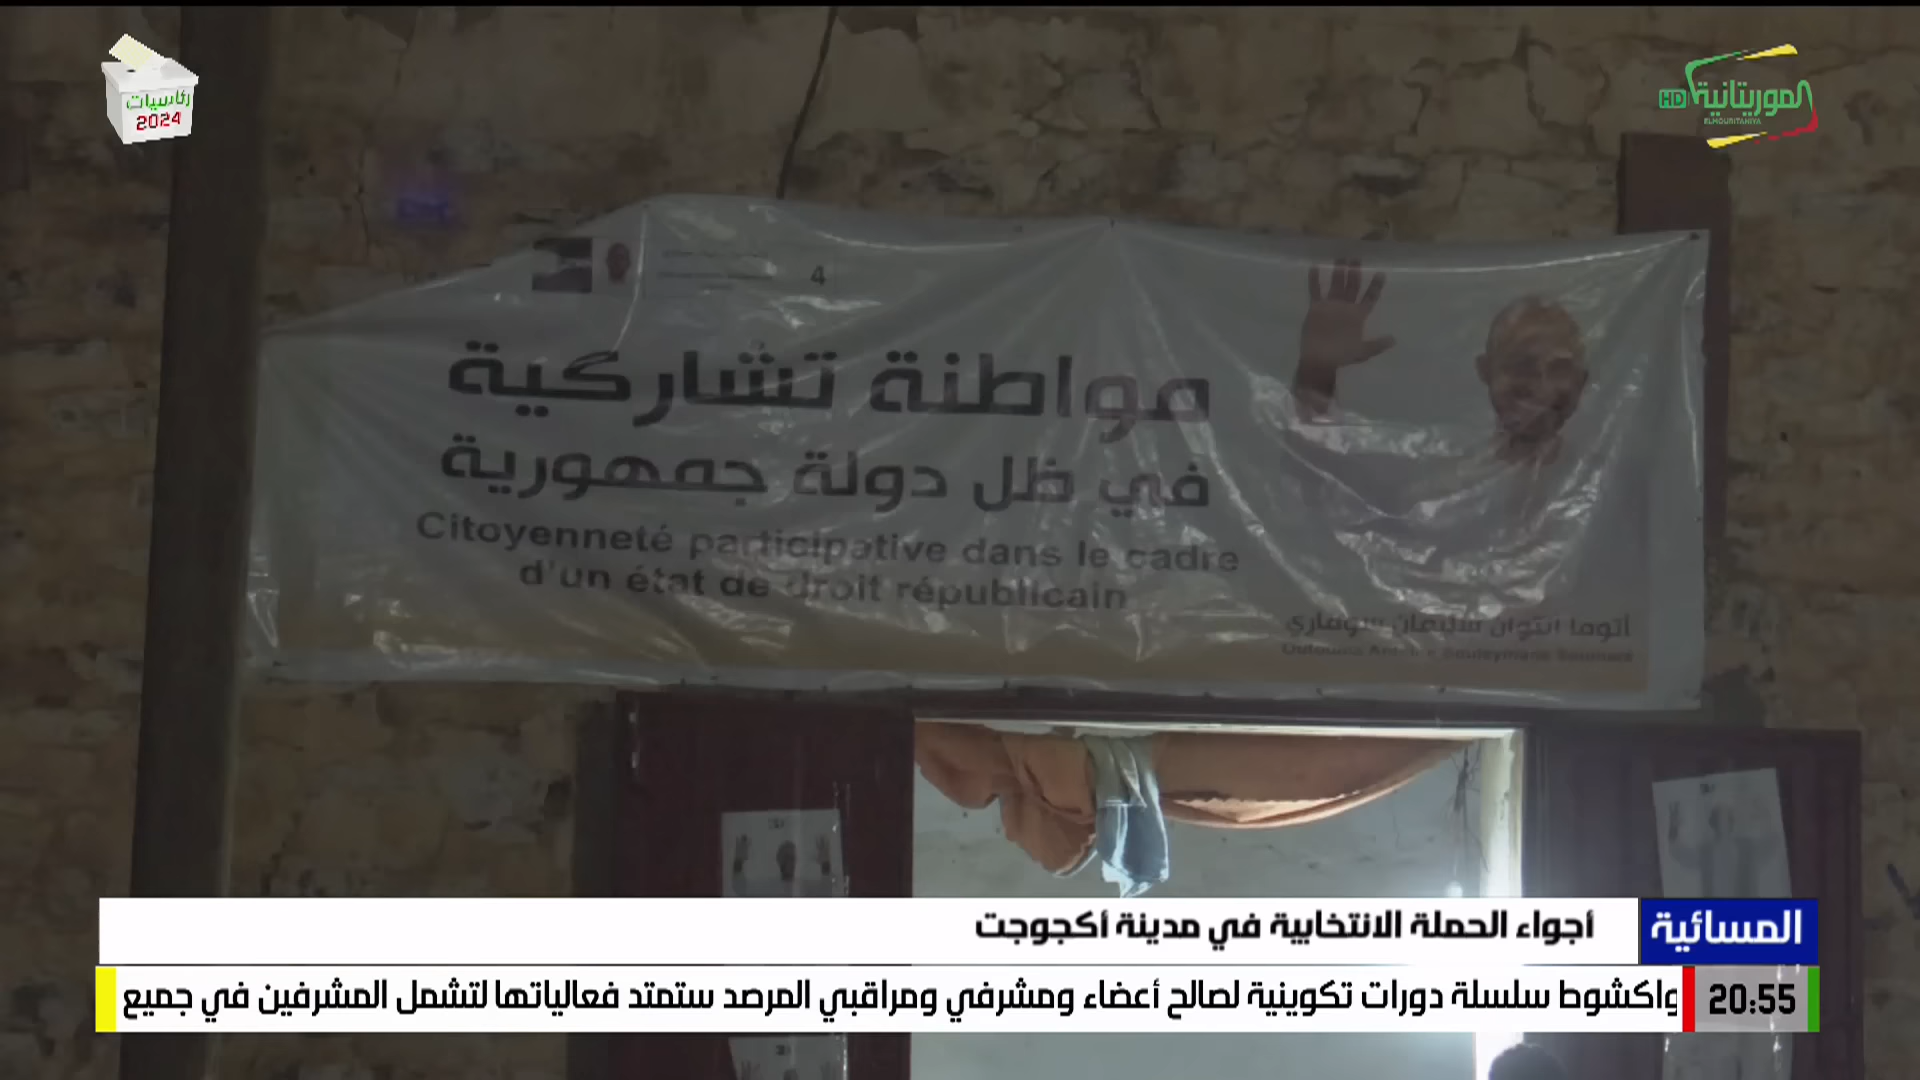 رئاسيات
2024
الموريتانية
HD
ELMOURITANIYA
4
مواطنة تشاركية
في ظل دولة جمهورية
Citoyenneté participative dans le cadre
d'un état de droit républicain
أتوما انتوان سليمان سوماري
المسائية
أجواء الحملة الانتخابية في مدينة أكجوجت
20:55
واكشوط سلسلة دورات تكوينية لصالح أعضاء ومشرفي ومراقبي المرصد ستمتد فعالياتها لتشمل المشرفين في جميع